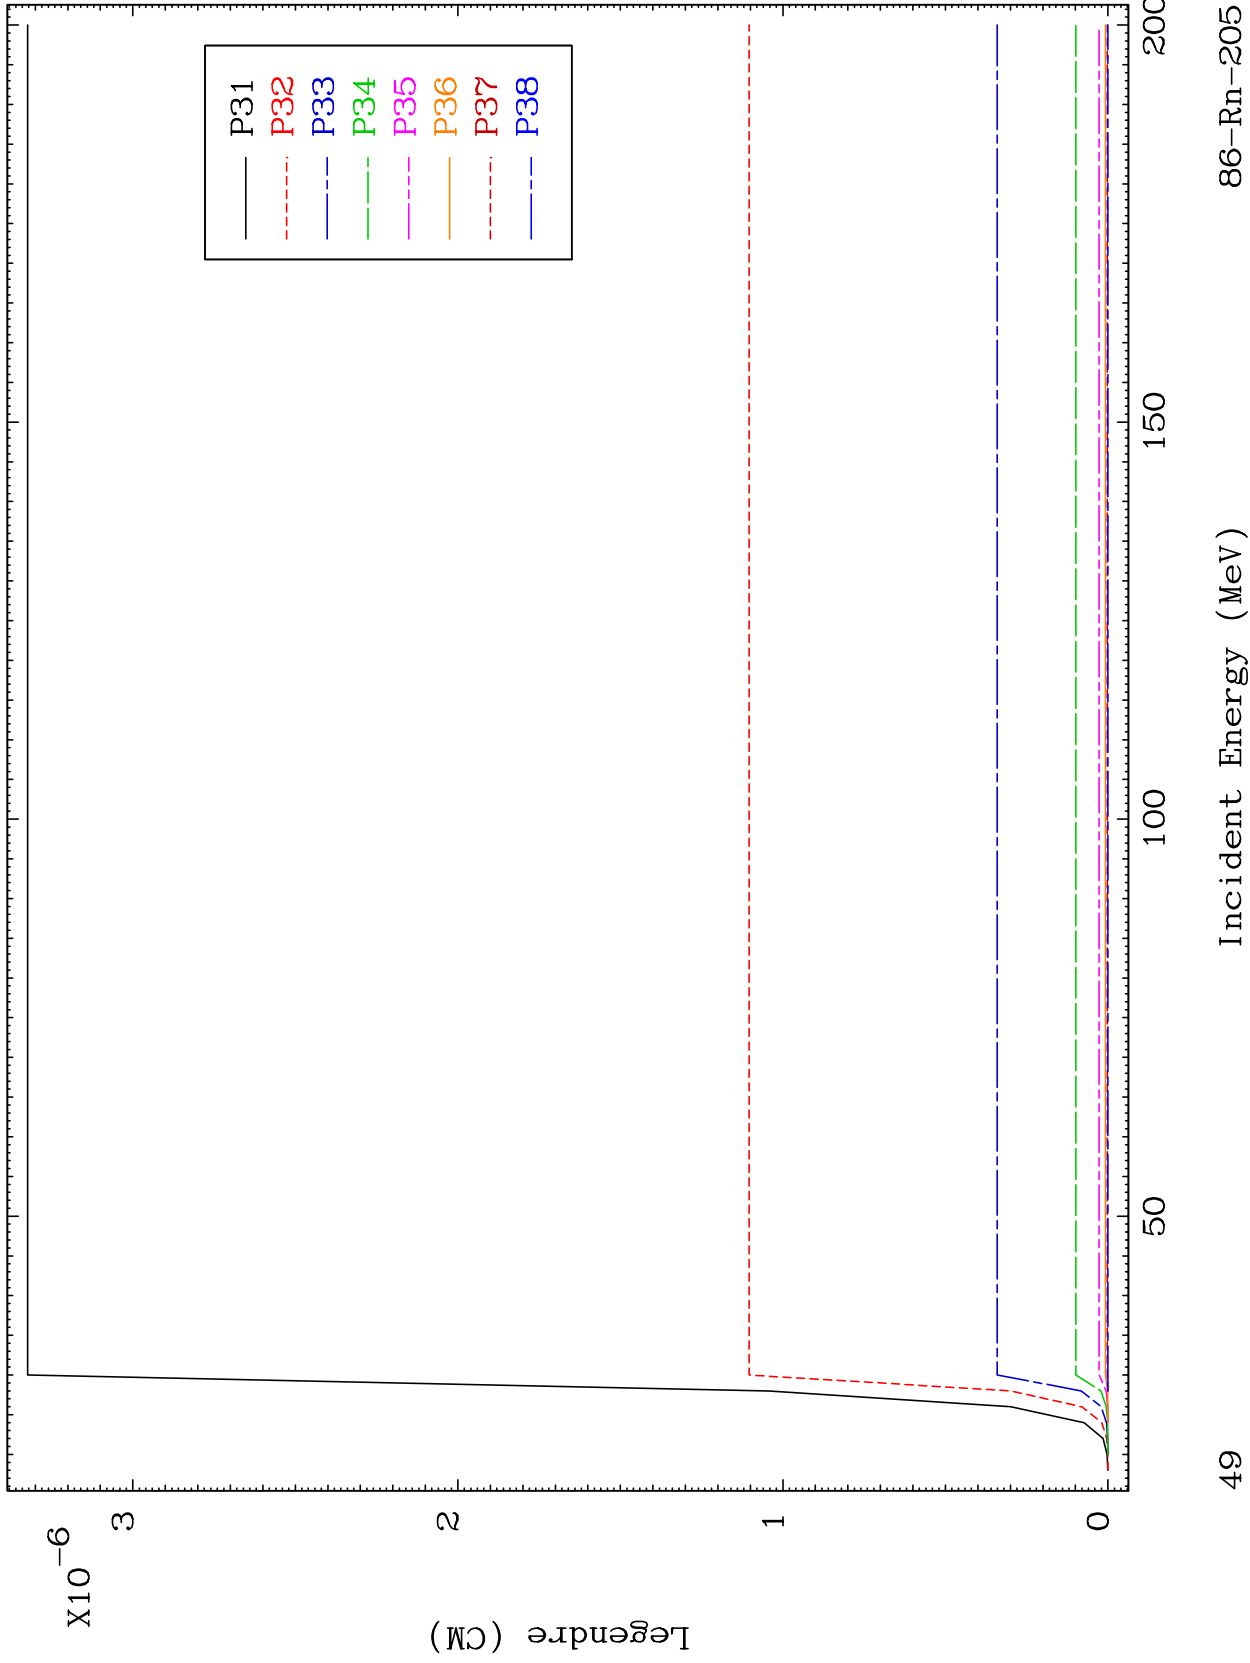 X10−6
3
2
1
0
Legendre (CM)
P31
P32
P33
P34
P35
P36
P37
P38
50
100
150
200
Incident Energy (MeV)
49
86−Rn−205